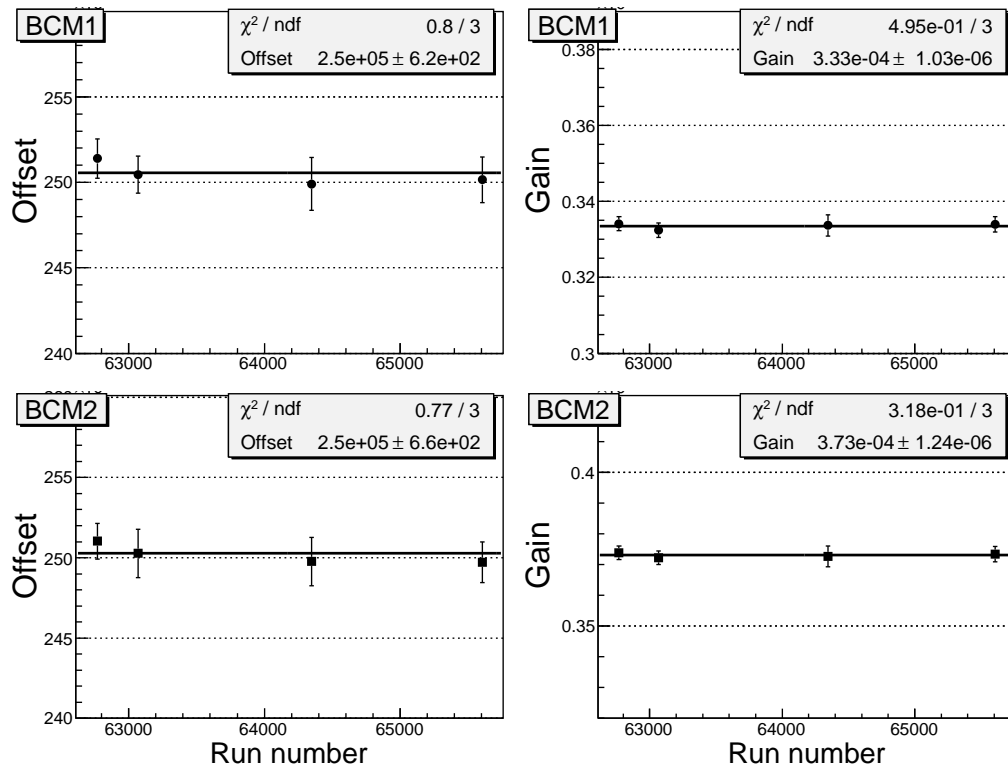 BCM1
χ² / ndf 0.8 / 3
Offset 2.5e+05 ± 6.2e+02
255
250
245
240
Offset
63000 64000 65000
BCM1
χ² / ndf 4.95e-01 / 3
Gain 3.33e-04 ± 1.03e-06
0.38
0.36
0.34
0.32
0.3
Gain
63000 64000 65000
BCM2
χ² / ndf 0.77 / 3
Offset 2.5e+05 ± 6.6e+02
255
250
245
240
Offset
63000 64000 65000
Run number
BCM2
χ² / ndf 3.18e-01 / 3
Gain 3.73e-04 ± 1.24e-06
0.4
0.35
Gain
63000 64000 65000
Run number